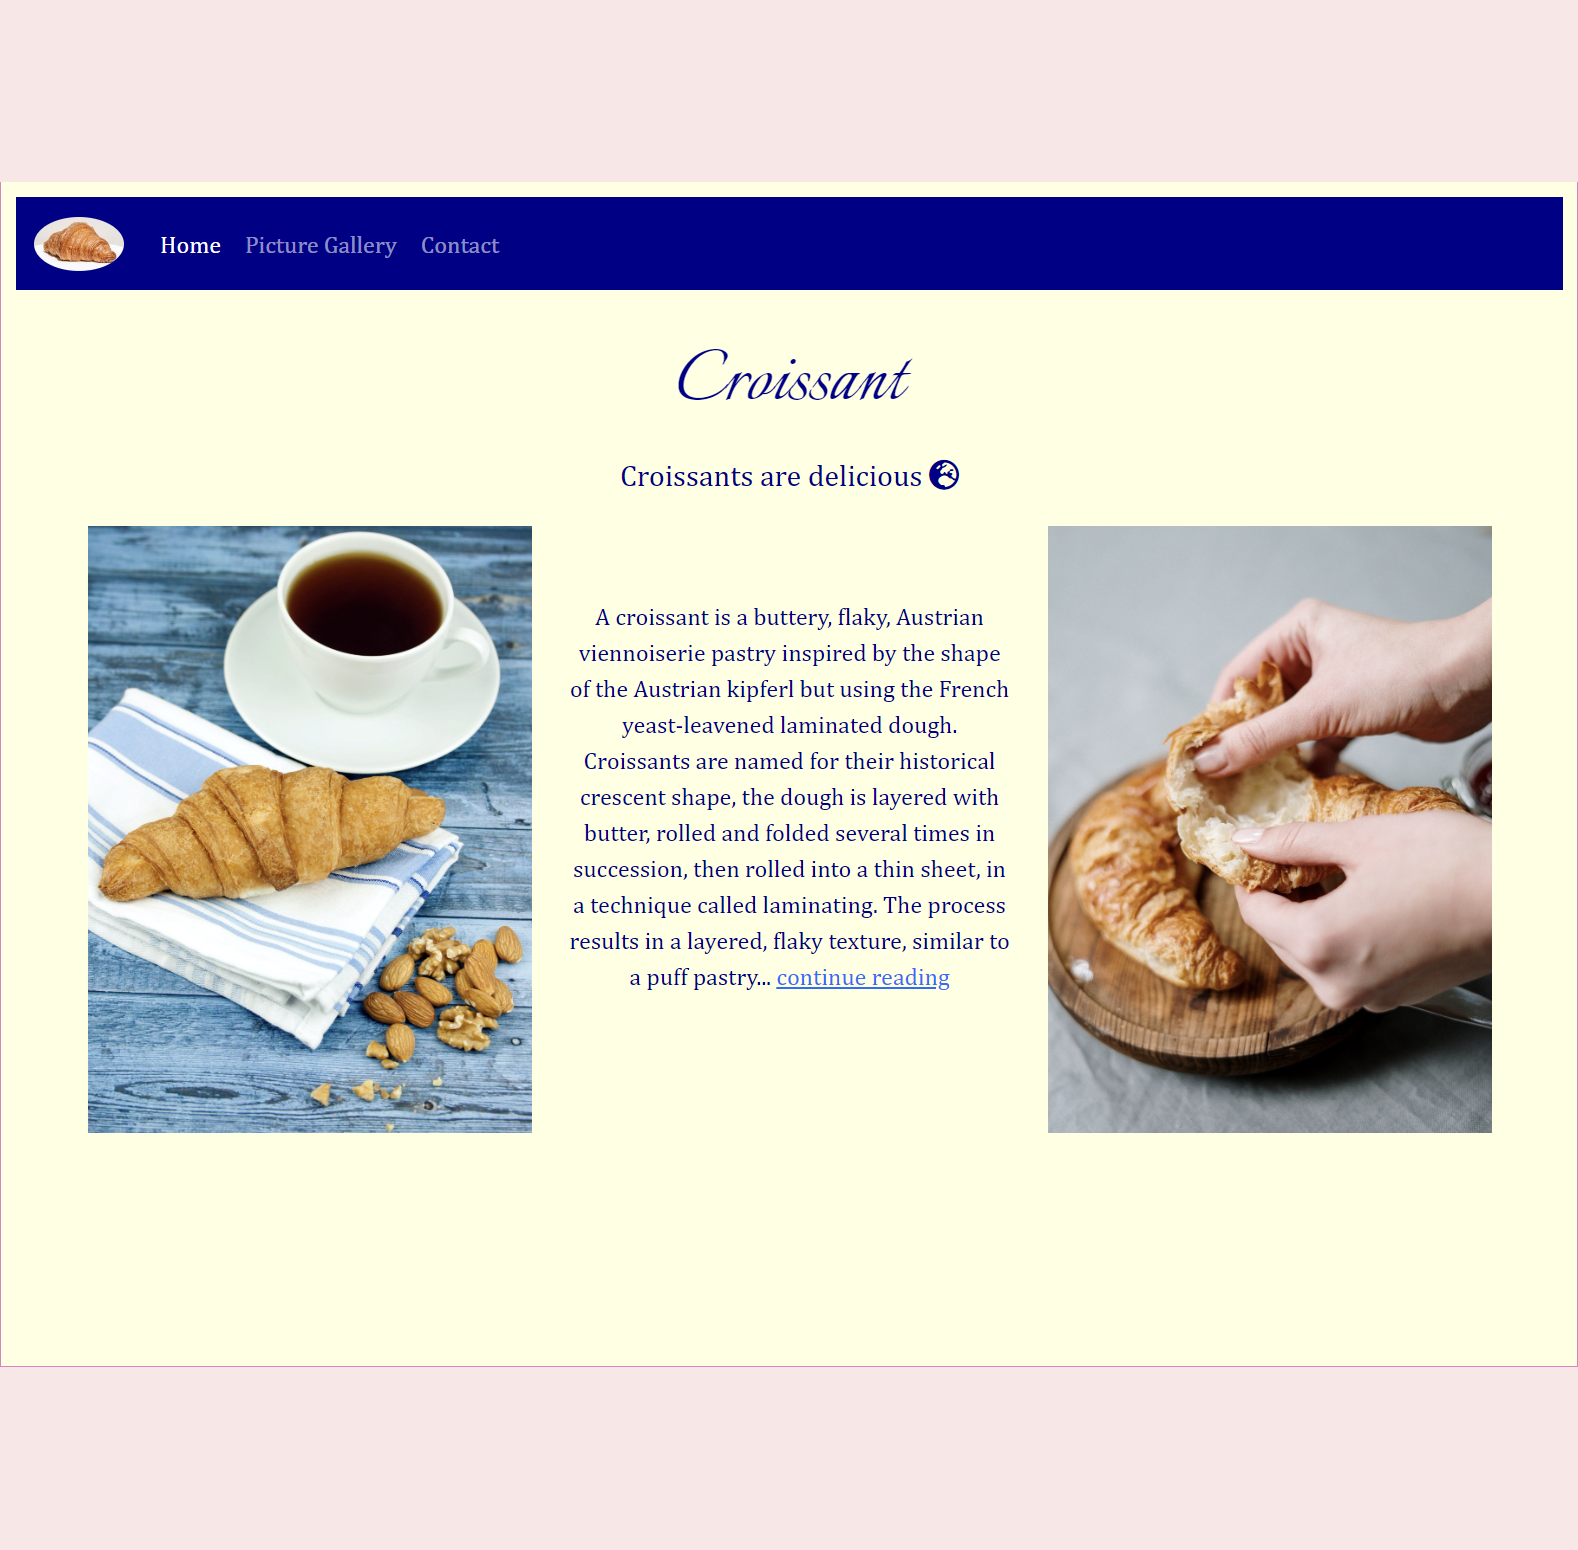 Home Picture Gallery Contact
Croissant
Croissants are delicious
A croissant is a buttery, flaky, Austrian
viennoiserie pastry inspired by the shape
of the Austrian kipferl but using the French
yeast-leavened laminated dough.
Croissants are named for their historical
crescent shape, the dough is layered with
butter, rolled and folded several times in
succession, then rolled into a thin sheet, in
a technique called laminating. The process
results in a layered, flaky texture, similar to
a puff pastry... continue reading